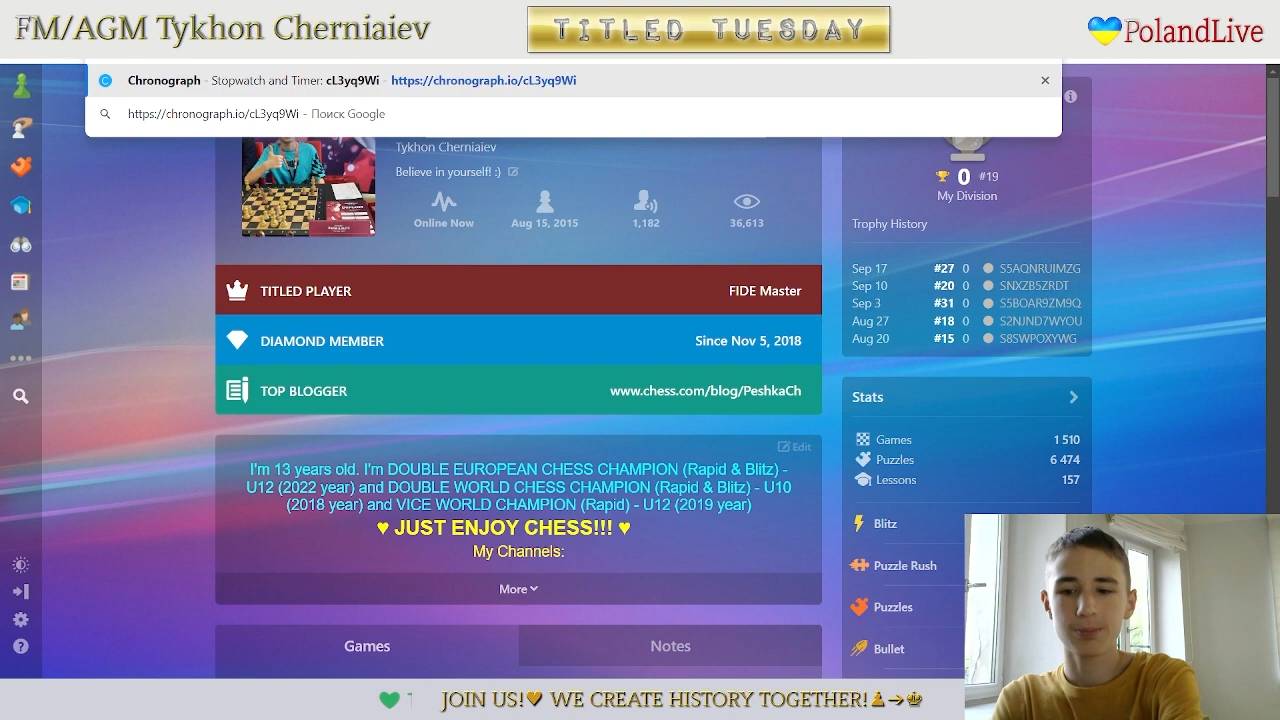 FM/AGM Tykhon Cherniaiev
TITLED TUESDAY
PolandLive
Chronograph - Stopwatch and Timer: cL3yq9Wi - https://chronograph.io/cL3yq9Wi
https://chronograph.io/cL3yq9Wi - Поиск Google
Tykhon Cherniaiev
Believe in yourself! :)
Online Now
Aug 15, 2015
1,182
36,613
TITLED PLAYER
FIDE Master
DIAMOND MEMBER
Since Nov 5, 2018
TOP BLOGGER
www.chess.com/blog/PeshkaCh
Edit
I'm 13 years old. I'm DOUBLE EUROPEAN CHESS CHAMPION (Rapid & Blitz) -
U12 (2022 year) and DOUBLE WORLD CHESS CHAMPION (Rapid & Blitz) - U10
(2018 year) and VICE WORLD CHAMPION (Rapid) - U12 (2019 year)
♥ JUST ENJOY CHESS!!! ♥
My Channels:
More
Games
Notes
0 #19
My Division
Trophy History
Sep 17 #27 0 S5AQNRUIMZG
Sep 10 #20 0 SNXZB5ZRDT
Sep 3 #31 0 S5BOAR9ZM9Q
Aug 27 #18 0 S2NJND7WYOU
Aug 20 #15 0 S8SWPOXYWG
Stats
Games 1 510
Puzzles 6 474
Lessons 157
Blitz
Puzzle Rush
Puzzles
Bullet
JOIN US!♥ WE CREATE HISTORY TOGETHER!♟→♚